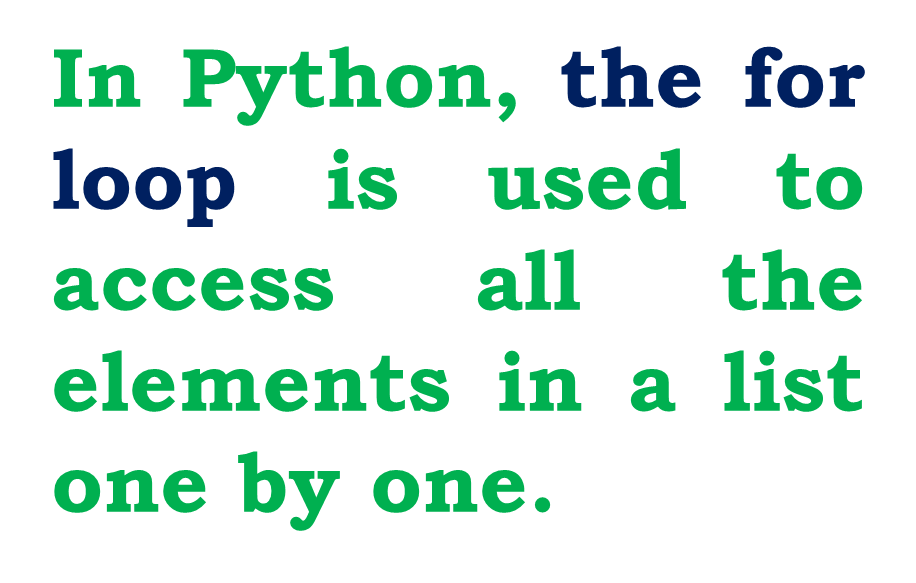 In Python, the for
loop is used to
access all the
elements in a list
one by one.